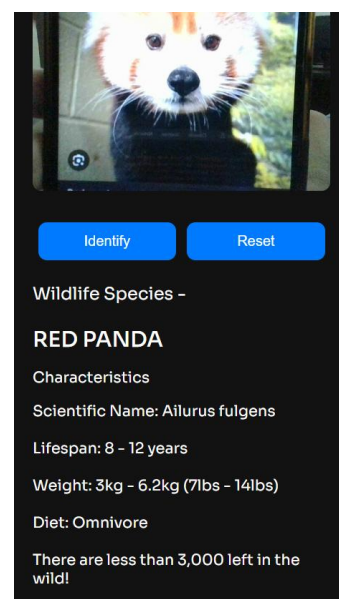 Identify
Reset
Wildlife Species -
RED PANDA
Characteristics
Scientific Name: Ailurus fulgens
Lifespan: 8 - 12 years
Weight: 3kg - 6.2kg (7lbs - 14lbs)
Diet: Omnivore
There are less than 3,000 left in the
wild!